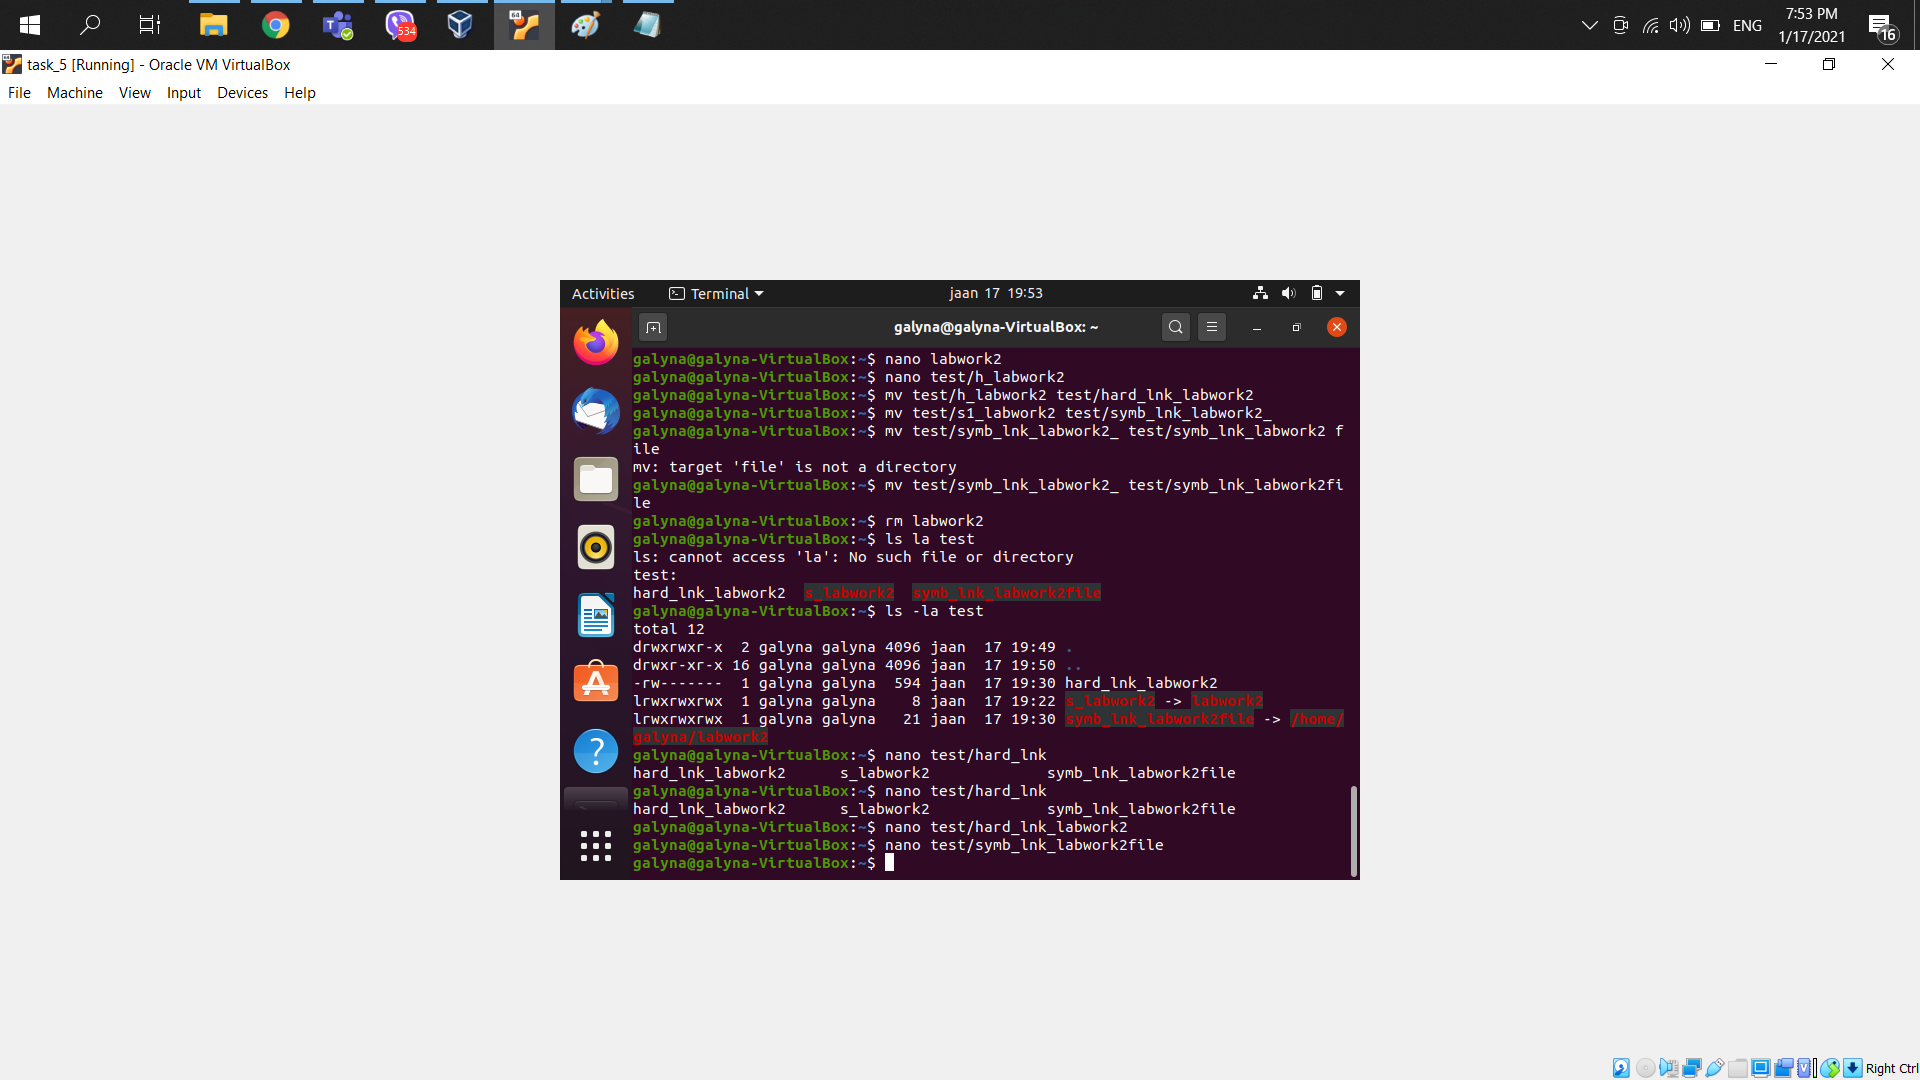 534
64
ENG
7:53 PM
1/17/2021
16
64
task_5 [Running] - Oracle VM VirtualBox
File Machine View Input Devices Help
Activities Terminal jaan 17 19:53
galyna@galyna-VirtualBox: ~
galyna@galyna-VirtualBox:~$ nano labwork2
galyna@galyna-VirtualBox:~$ nano test/h_labwork2
galyna@galyna-VirtualBox:~$ mv test/h_labwork2 test/hard_lnk_labwork2
galyna@galyna-VirtualBox:~$ mv test/s1_labwork2 test/symb_lnk_labwork2_
galyna@galyna-VirtualBox:~$ mv test/symb_lnk_labwork2_ test/symb_lnk_labwork2 f
ile
mv: target 'file' is not a directory
galyna@galyna-VirtualBox:~$ mv test/symb_lnk_labwork2_ test/symb_lnk_labwork2fi
le
galyna@galyna-VirtualBox:~$ rm labwork2
galyna@galyna-VirtualBox:~$ ls la test
ls: cannot access 'la': No such file or directory
test:
hard_lnk_labwork2  s_labwork2  symb_lnk_labwork2file
galyna@galyna-VirtualBox:~$ ls -la test
total 12
drwxrwxr-x  2 galyna galyna 4096 jaan  17 19:49 .
drwxr-xr-x 16 galyna galyna 4096 jaan  17 19:50 ..
-rw-------  1 galyna galyna  594 jaan  17 19:30 hard_lnk_labwork2
lrwxrwxrwx  1 galyna galyna    8 jaan  17 19:22 s_labwork2 -> labwork2
lrwxrwxrwx  1 galyna galyna   21 jaan  17 19:30 symb_lnk_labwork2file -> /home/
galyna/labwork2
galyna@galyna-VirtualBox:~$ nano test/hard_lnk
hard_lnk_labwork2      s_labwork2             symb_lnk_labwork2file
galyna@galyna-VirtualBox:~$ nano test/hard_lnk
hard_lnk_labwork2      s_labwork2             symb_lnk_labwork2file
galyna@galyna-VirtualBox:~$ nano test/hard_lnk_labwork2
galyna@galyna-VirtualBox:~$ nano test/symb_lnk_labwork2file
galyna@galyna-VirtualBox:~$
Right Ctrl